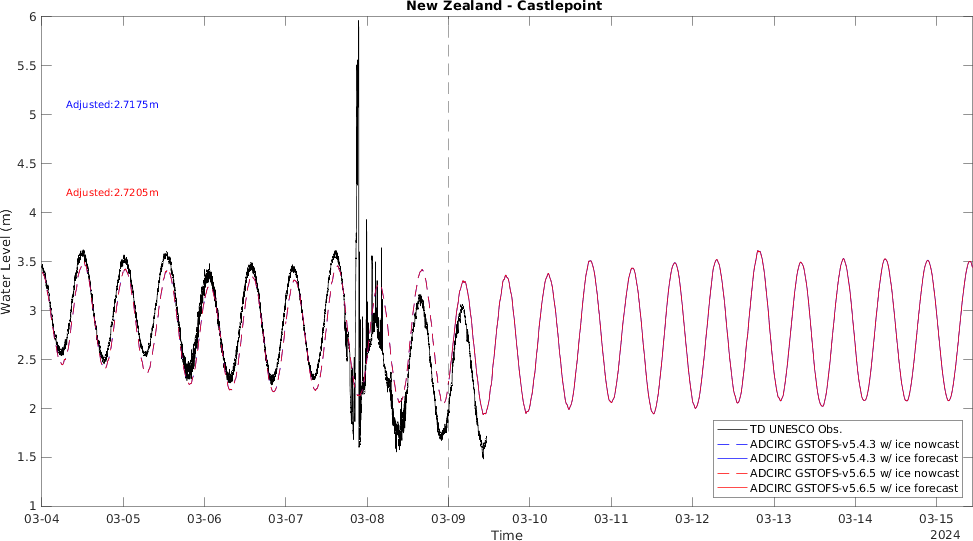 New Zealand - Castlepoint
6
5.5
5
4.5
4
3.5
3
2.5
2
1.5
1
Water Level (m)
Adjusted:2.7175m
Adjusted:2.7205m
TD UNESCO Obs.
ADCIRC GSTOFS-v5.4.3 w/ ice nowcast
ADCIRC GSTOFS-v5.4.3 w/ ice forecast
ADCIRC GSTOFS-v5.6.5 w/ ice nowcast
ADCIRC GSTOFS-v5.6.5 w/ ice forecast
03-04 03-05 03-06 03-07 03-08 03-09 03-10 03-11 03-12 03-13 03-14 03-15
Time
2024